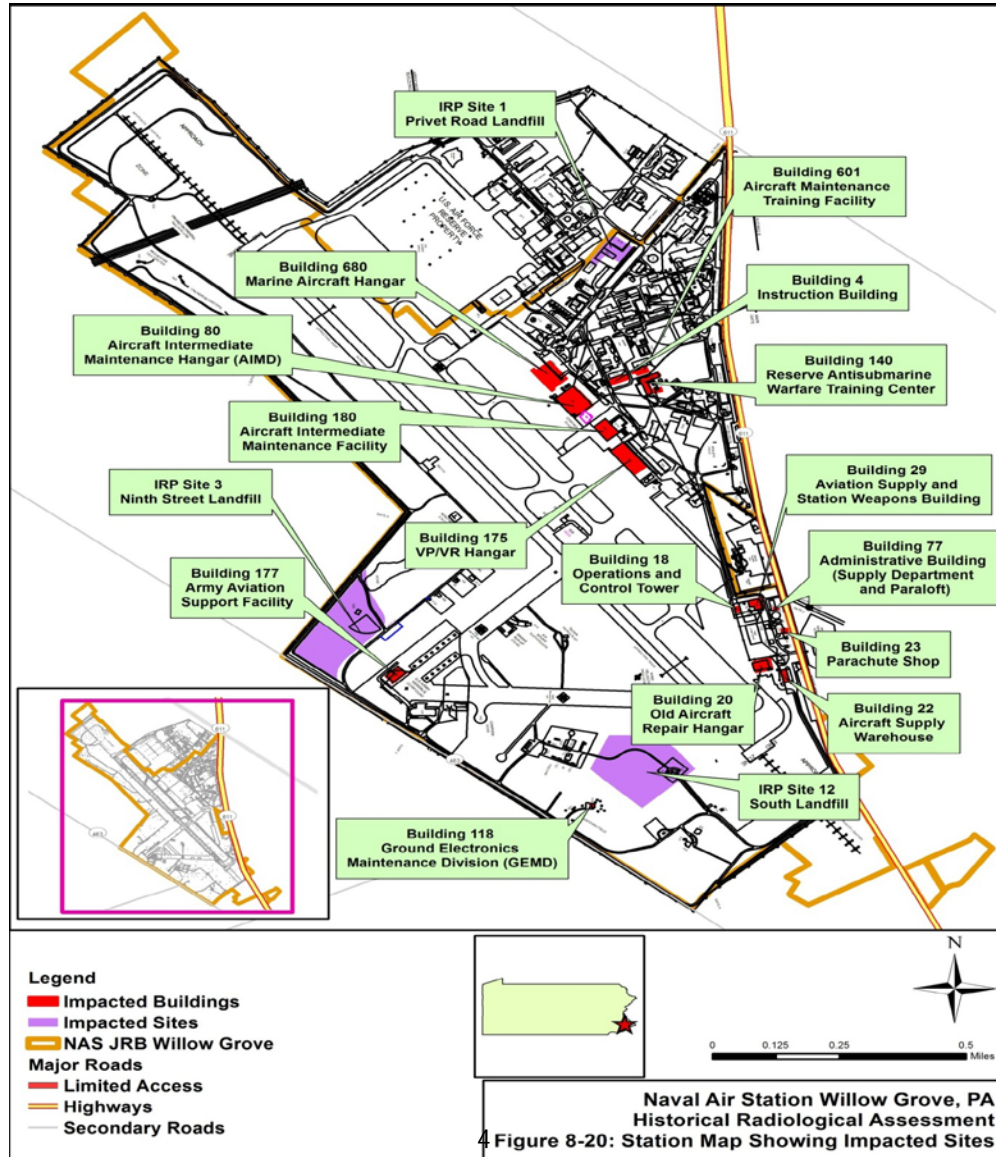 IRP Site 1
Privet Road Landfill
611
Building 601
Aircraft Maintenance
Training Facility
APPROACH
ZONE
U.S. AIR FORCE
RESERVE
PROPERTY
Building 680
Marine Aircraft Hangar
Building 4
Instruction Building
Building 80
Aircraft Intermediate
Maintenance Hangar (AIMD)
Building 140
Reserve Antisubmarine
Warfare Training Center
Building 180
Aircraft Intermediate
Maintenance Facility
611
Building 29
Aviation Supply and
Station Weapons Building
IRP Site 3
Ninth Street Landfill
Building 175
VP/VR Hangar
Building 18
Operations and
Control Tower
Building 77
Administrative Building
(Supply Department
and Paraloft)
Building 177
Army Aviation
Support Facility
Building 23
Parachute Shop
Building 20
Old Aircraft
Repair Hangar
Building 22
Aircraft Supply
Warehouse
463
IRP Site 12
South Landfill
Building 118
Ground Electronics
Maintenance Division (GEMD)
611
611
463
611
Legend
Impacted Buildings
Impacted Sites
NAS JRB Willow Grove
Major Roads
Limited Access
Highways
Secondary Roads
N
0 0.125 0.25 0.5
Miles
Naval Air Station Willow Grove, PA
Historical Radiological Assessment
4 Figure 8-20: Station Map Showing Impacted Sites